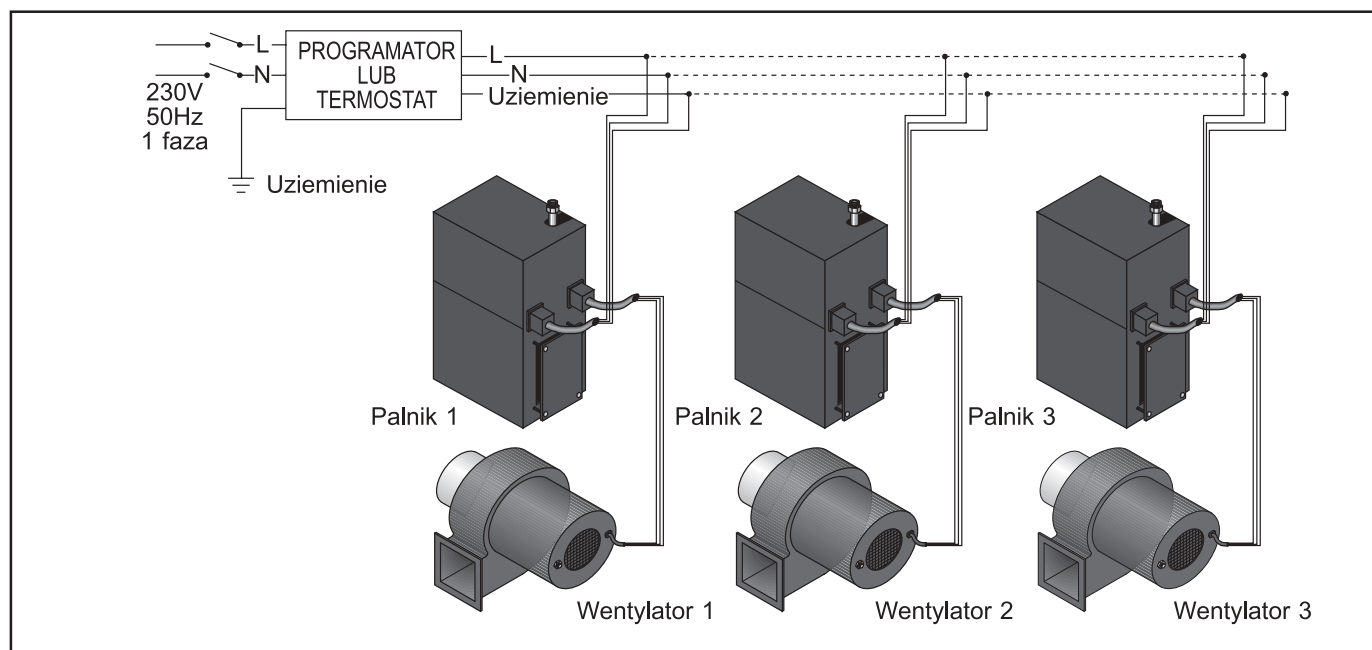 L
N
230V
50Hz
1 faza
Uziemienie
PROGRAMATOR
LUB
TERMOSTAT
L
N
Uziemienie
Palnik 1
Palnik 2
Palnik 3
Wentylator 1
Wentylator 2
Wentylator 3